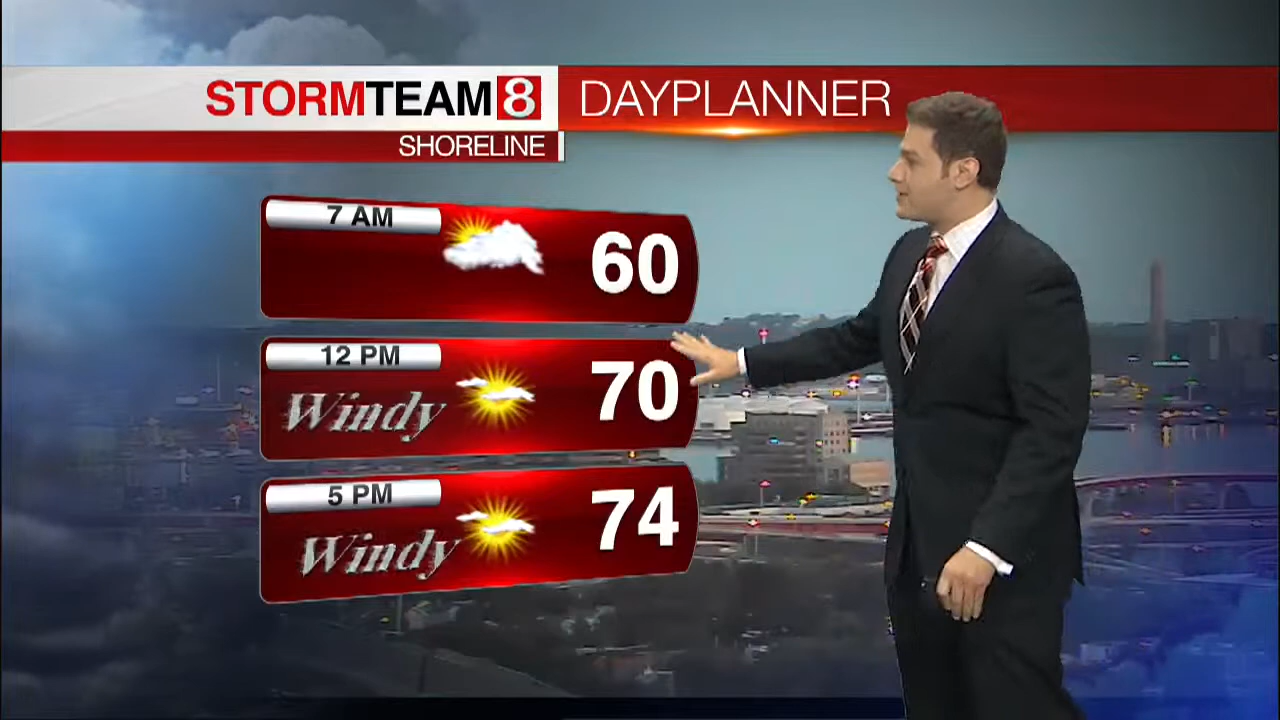 STORMTEAM8 DAYPLANNER
SHORELINE
7 AM
60
12 PM
Windy
70
5 PM
Windy
74